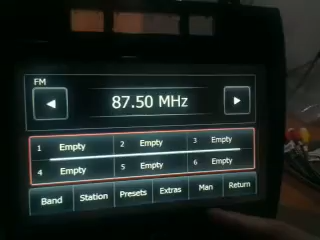 FM
87.50 MHz
1 Empty 2 Empty 3 Empty
4 Empty 5 Empty 6 Empty
Band Station Presets Extras Man Return